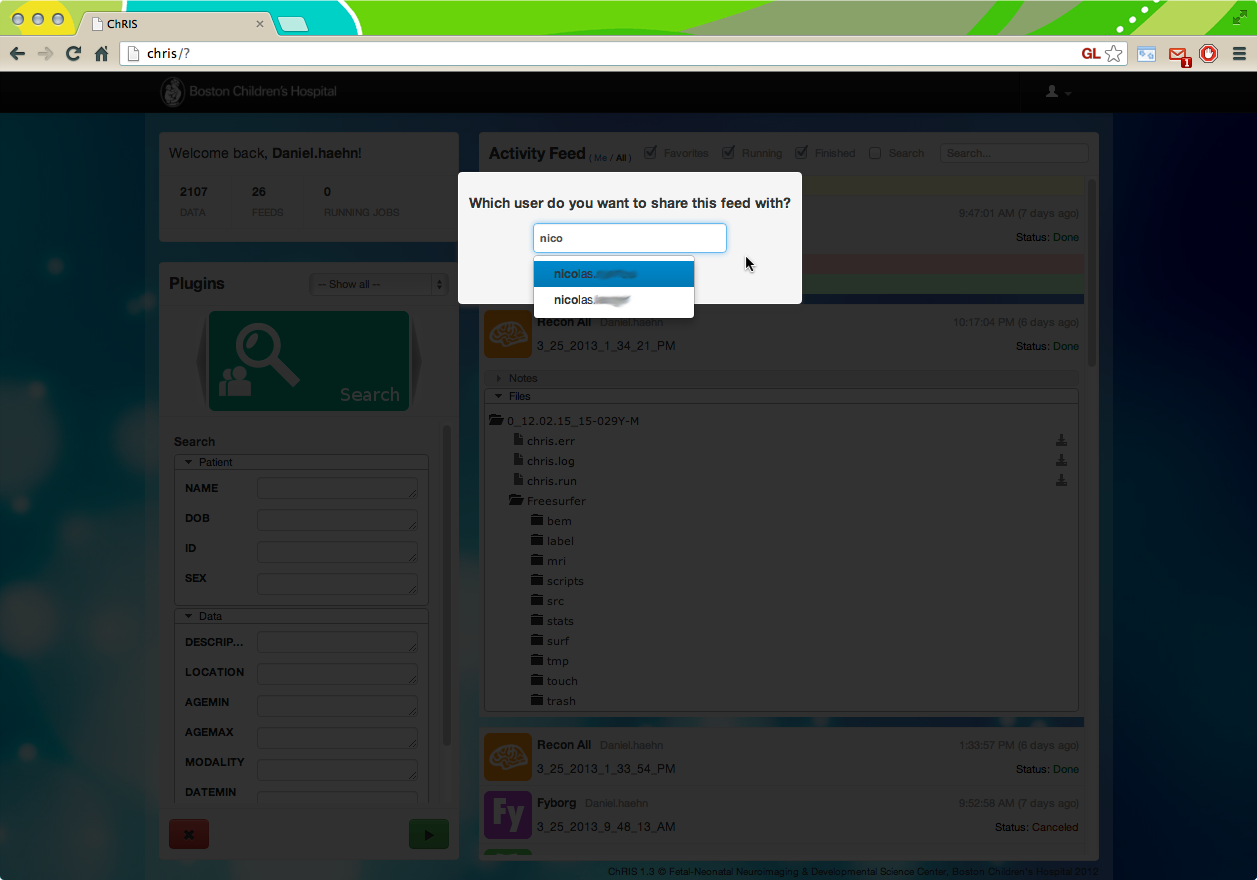 ChRIS
chris/?
GL
1
Boston Children's Hospital
Welcome back, Daniel.haehn!
2107 26 0
DATA FEEDS RUNNING JOBS
Plugins -- Show all --
Search
Search
Patient
NAME
DOB
ID
SEX
Data
DESCRIP...
LOCATION
AGEMIN
AGEMAX
MODALITY
DATEMIN
Activity Feed ( Me / All ) Favorites Running Finished Search Search...
Which user do you want to share this feed with?
nico
nicolas.
nicolas.
9:47:01 AM (7 days ago)
Status: Done
Recon All Daniel.haehn 10:17:04 PM (6 days ago)
3_25_2013_1_34_21_PM Status: Done
Notes
Files
0_12.02.15_15-029Y-M
chris.err
chris.log
chris.run
Freesurfer
bem
label
mri
scripts
src
stats
surf
tmp
touch
trash
Recon All Daniel.haehn 1:33:57 PM (6 days ago)
3_25_2013_1_33_54_PM Status: Done
Fy
Fyborg Daniel.haehn 9:52:58 AM (7 days ago)
3_25_2013_9_48_13_AM Status: Canceled
ChRIS 1.3 © Fetal-Neonatal Neuroimaging & Developmental Science Center, Boston Children's Hospital 2012